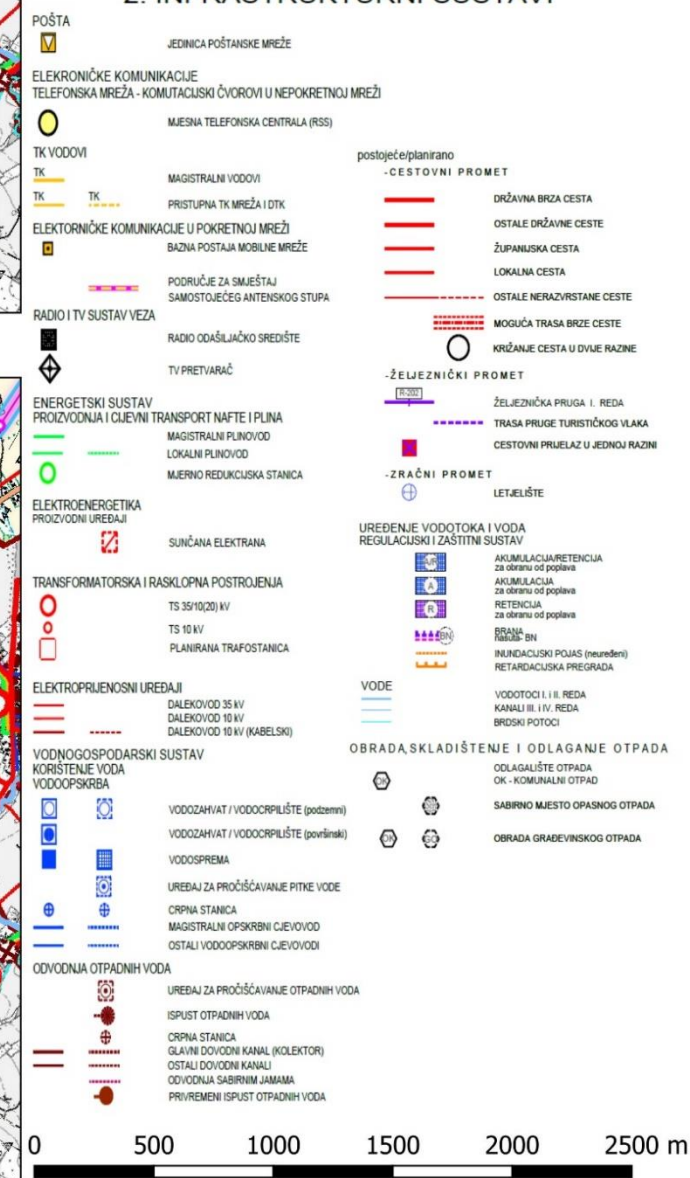 2. INFRASTRUKTURNI SUSTAVI
POŠTA
JEDINICA POŠTANSKE MREŽE
ELEKRONIČKE KOMUNIKACIJE
TELEFONSKA MREŽA - KOMUTACIJSKI ČVOROVI U NEPOKRETNOJ MREŽI
MJESNA TELEFONSKA CENTRALA (RSS)
TK VODOVI
TK
MAGISTRALNI VODOVI
TK TK
PRISTUPNA TK MREŽA I DTK
ELEKTORNIČKE KOMUNIKACIJE U POKRETNOJ MREŽI
BAZNA POSTAJA MOBILNE MREŽE
PODRUČJE ZA SMJEŠTAJ
SAMOSTOJEĆEG ANTENSKOG STUPA
RADIO I TV SUSTAV VEZA
RADIO ODAŠILJAČKO SREDIŠTE
TV PRETVARAČ
ENERGETSKI SUSTAV
PROIZVODNJA I CIJEVNI TRANSPORT NAFTE I PLINA
MAGISTRALNI PLINOVOD
LOKALNI PLINOVOD
MJERNO REDUKCIJSKA STANICA
ELEKTROENERGETIKA
PROIZVODNI UREĐAJI
SUNČANA ELEKTRANA
TRANSFORMATORSKA I RASKLOPNA POSTROJENJA
TS 35/10(20) kV
TS 10 kV
PLANIRANA TRAFOSTANICA
ELEKTROPRIJENOSNI UREĐAJI
DALEKOVOD 35 kV
DALEKOVOD 10 kV
DALEKOVOD 10 kV (KABELSKI)
VODNOGOSPODARSKI SUSTAV
KORIŠTENJE VODA
VODOOPSKRBA
VODOZAHVAT / VODOCRPILIŠTE (podzemni)
VODOZAHVAT / VODOCRPILIŠTE (površinski)
VODOSPREMA
UREĐAJ ZA PROČIŠĆAVANJE PITKE VODE
CRPNA STANICA
MAGISTRALNI OPSKRBNI CJEVOVOD
OSTALI VODOOPSKRBNI CJEVOVODI
ODVODNJA OTPADNIH VODA
UREĐAJ ZA PROČIŠĆAVANJE OTPADNIH VODA
ISPUST OTPADNIH VODA
CRPNA STANICA
GLAVNI DOVODNI KANAL (KOLEKTOR)
OSTALI DOVODNI KANALI
ODVODNJA SABIRNIM JAMAMA
PRIVREMENI ISPUST OTPADNIH VODA
postojeće/planirano
-CESTOVNI PROMET
DRŽAVNA BRZA CESTA
OSTALE DRŽAVNE CESTE
ŽUPANIJSKA CESTA
LOKALNA CESTA
OSTALE NERAZVRSTANE CESTE
MOGUĆA TRASA BRZE CESTE
KRIŽANJE CESTA U DVIJE RAZINE
-ŽELJEZNIČKI PROMET
R-202
ŽELJEZNIČKA PRUGA I. REDA
TRASA PRUGE TURISTIČKOG VLAKA
CESTOVNI PRIJELAZ U JEDNOJ RAZINI
-ZRAČNI PROMET
LETJELIŠTE
UREĐENJE VODOTOKA I VODA
REGULACIJSKI I ZAŠTITNI SUSTAV
A/R
AKUMULACIJA/RETENCIJA
za obranu od poplava
A
AKUMULACIJA
za obranu od poplava
R
RETENCIJA
za obranu od poplava
BN
BRANA
nasuta- BN
INUNDACIJSKI POJAS (neuređeni)
RETARDACIJSKA PREGRADA
VODE
VODOTOCI I. i II. REDA
KANALI III. i IV. REDA
BRDSKI POTOCI
OBRADA,SKLADIŠTENJE I ODLAGANJE OTPADA
OK
ODLAGALIŠTE OTPADA
OK - KOMUNALNI OTPAD
SABIRNO MJESTO OPASNOG OTPADA
OK GO
OBRADA GRAĐEVINSKOG OTPADA
0 500 1000 1500 2000 2500 m